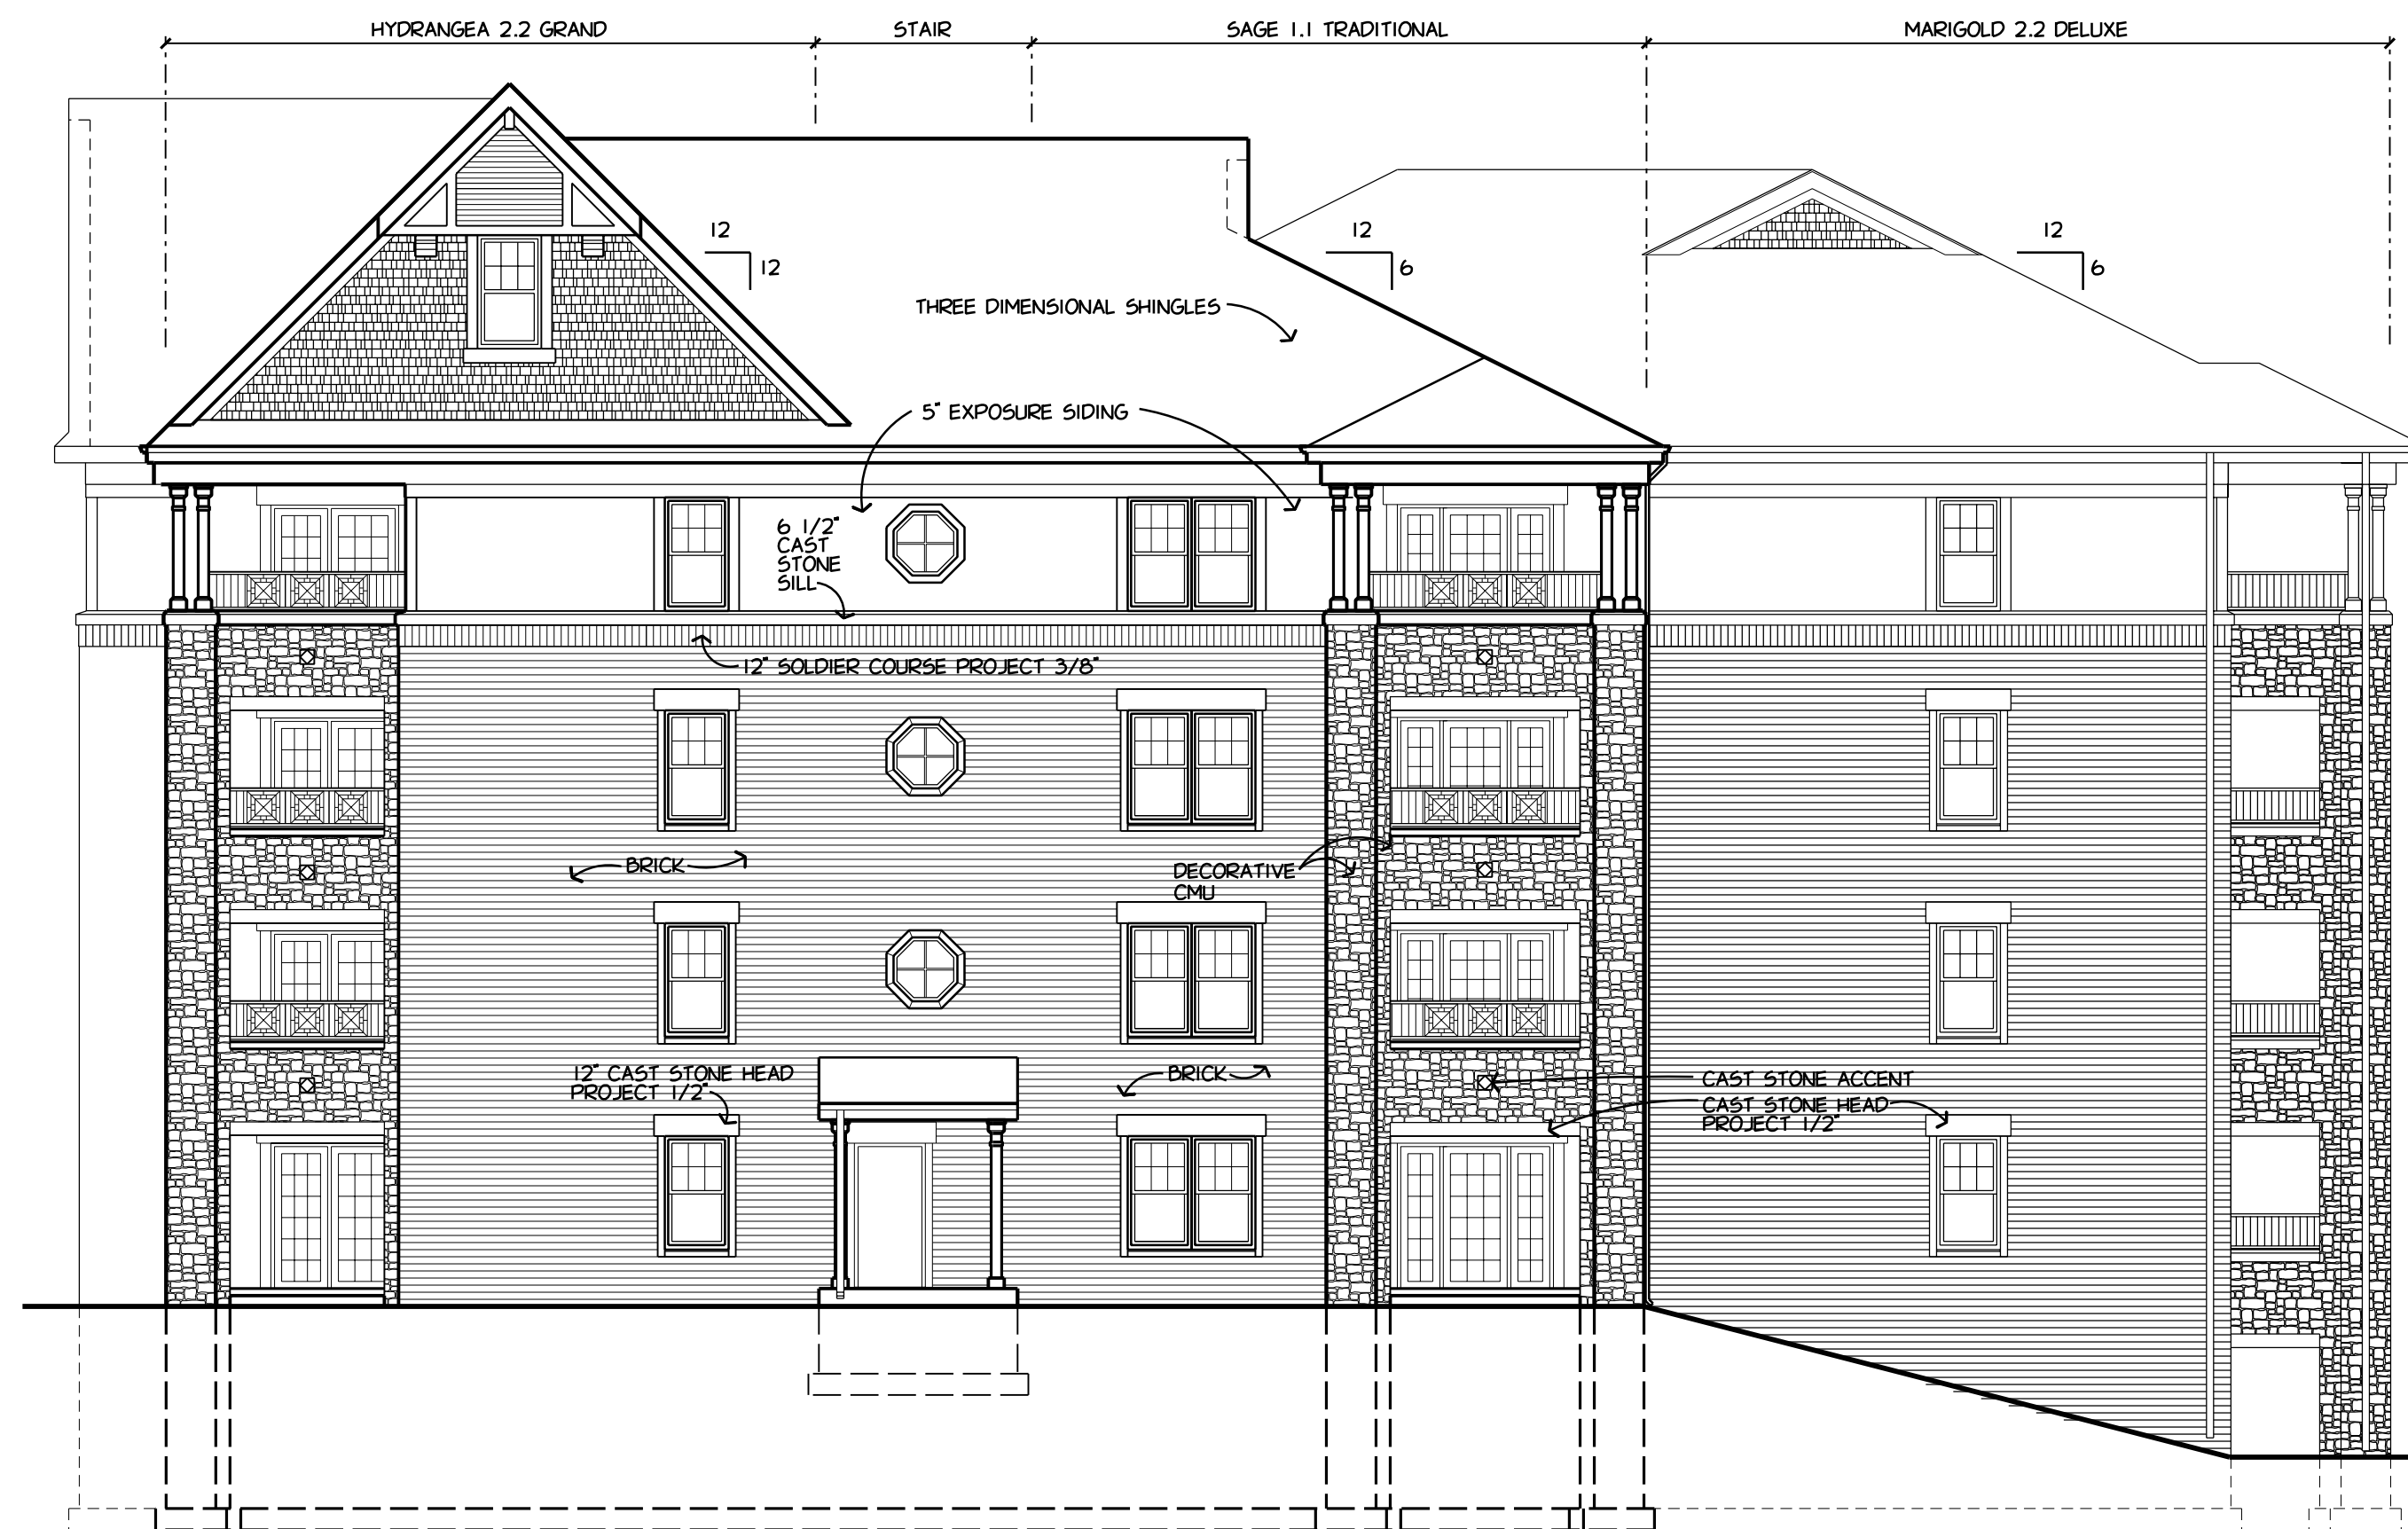 HYDRANGEA 2.2 GRAND
STAIR
SAGE 1.1 TRADITIONAL
MARIGOLD 2.2 DELUXE
12
12
12
6
12
6
THREE DIMENSIONAL SHINGLES
5" EXPOSURE SIDING
6 1/2"
CAST
STONE
SILL
12" SOLDIER COURSE PROJECT 3/8"
BRICK
DECORATIVE
CMU
12" CAST STONE HEAD
PROJECT 1/2"
BRICK
CAST STONE ACCENT
CAST STONE HEAD
PROJECT 1/2"